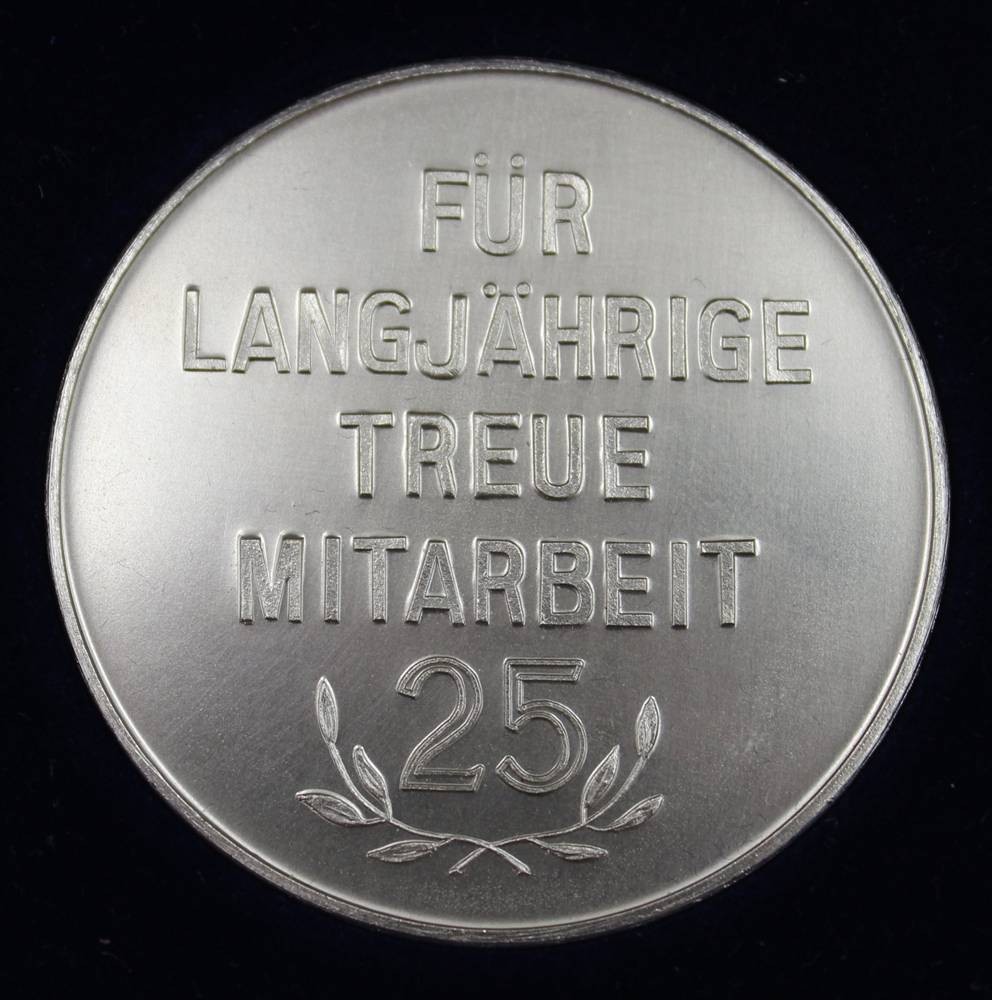 FÜR
LANGJÄHRIGE
TREUE
MITARBEIT
25